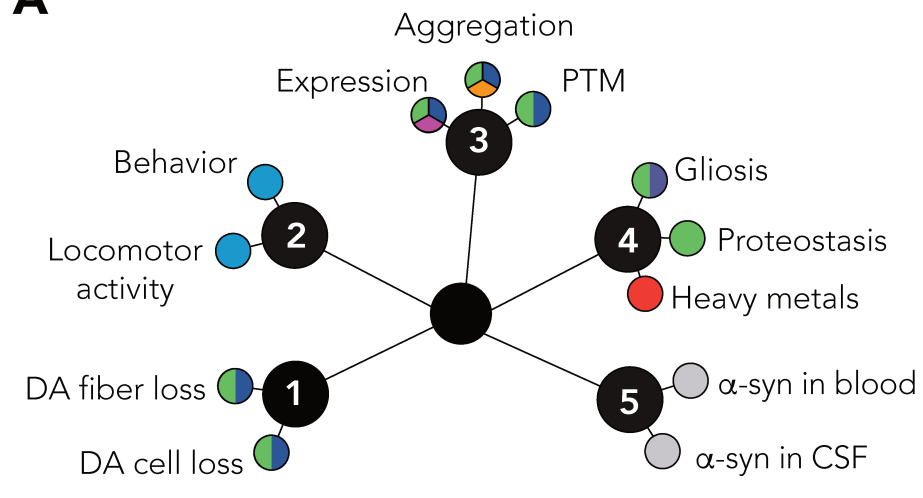 A
Aggregation
Expression
PTM
3
Behavior
2
Locomotor
activity
Gliosis
4
Proteostasis
Heavy metals
DA fiber loss
1
DA cell loss
5
α-syn in blood
α-syn in CSF